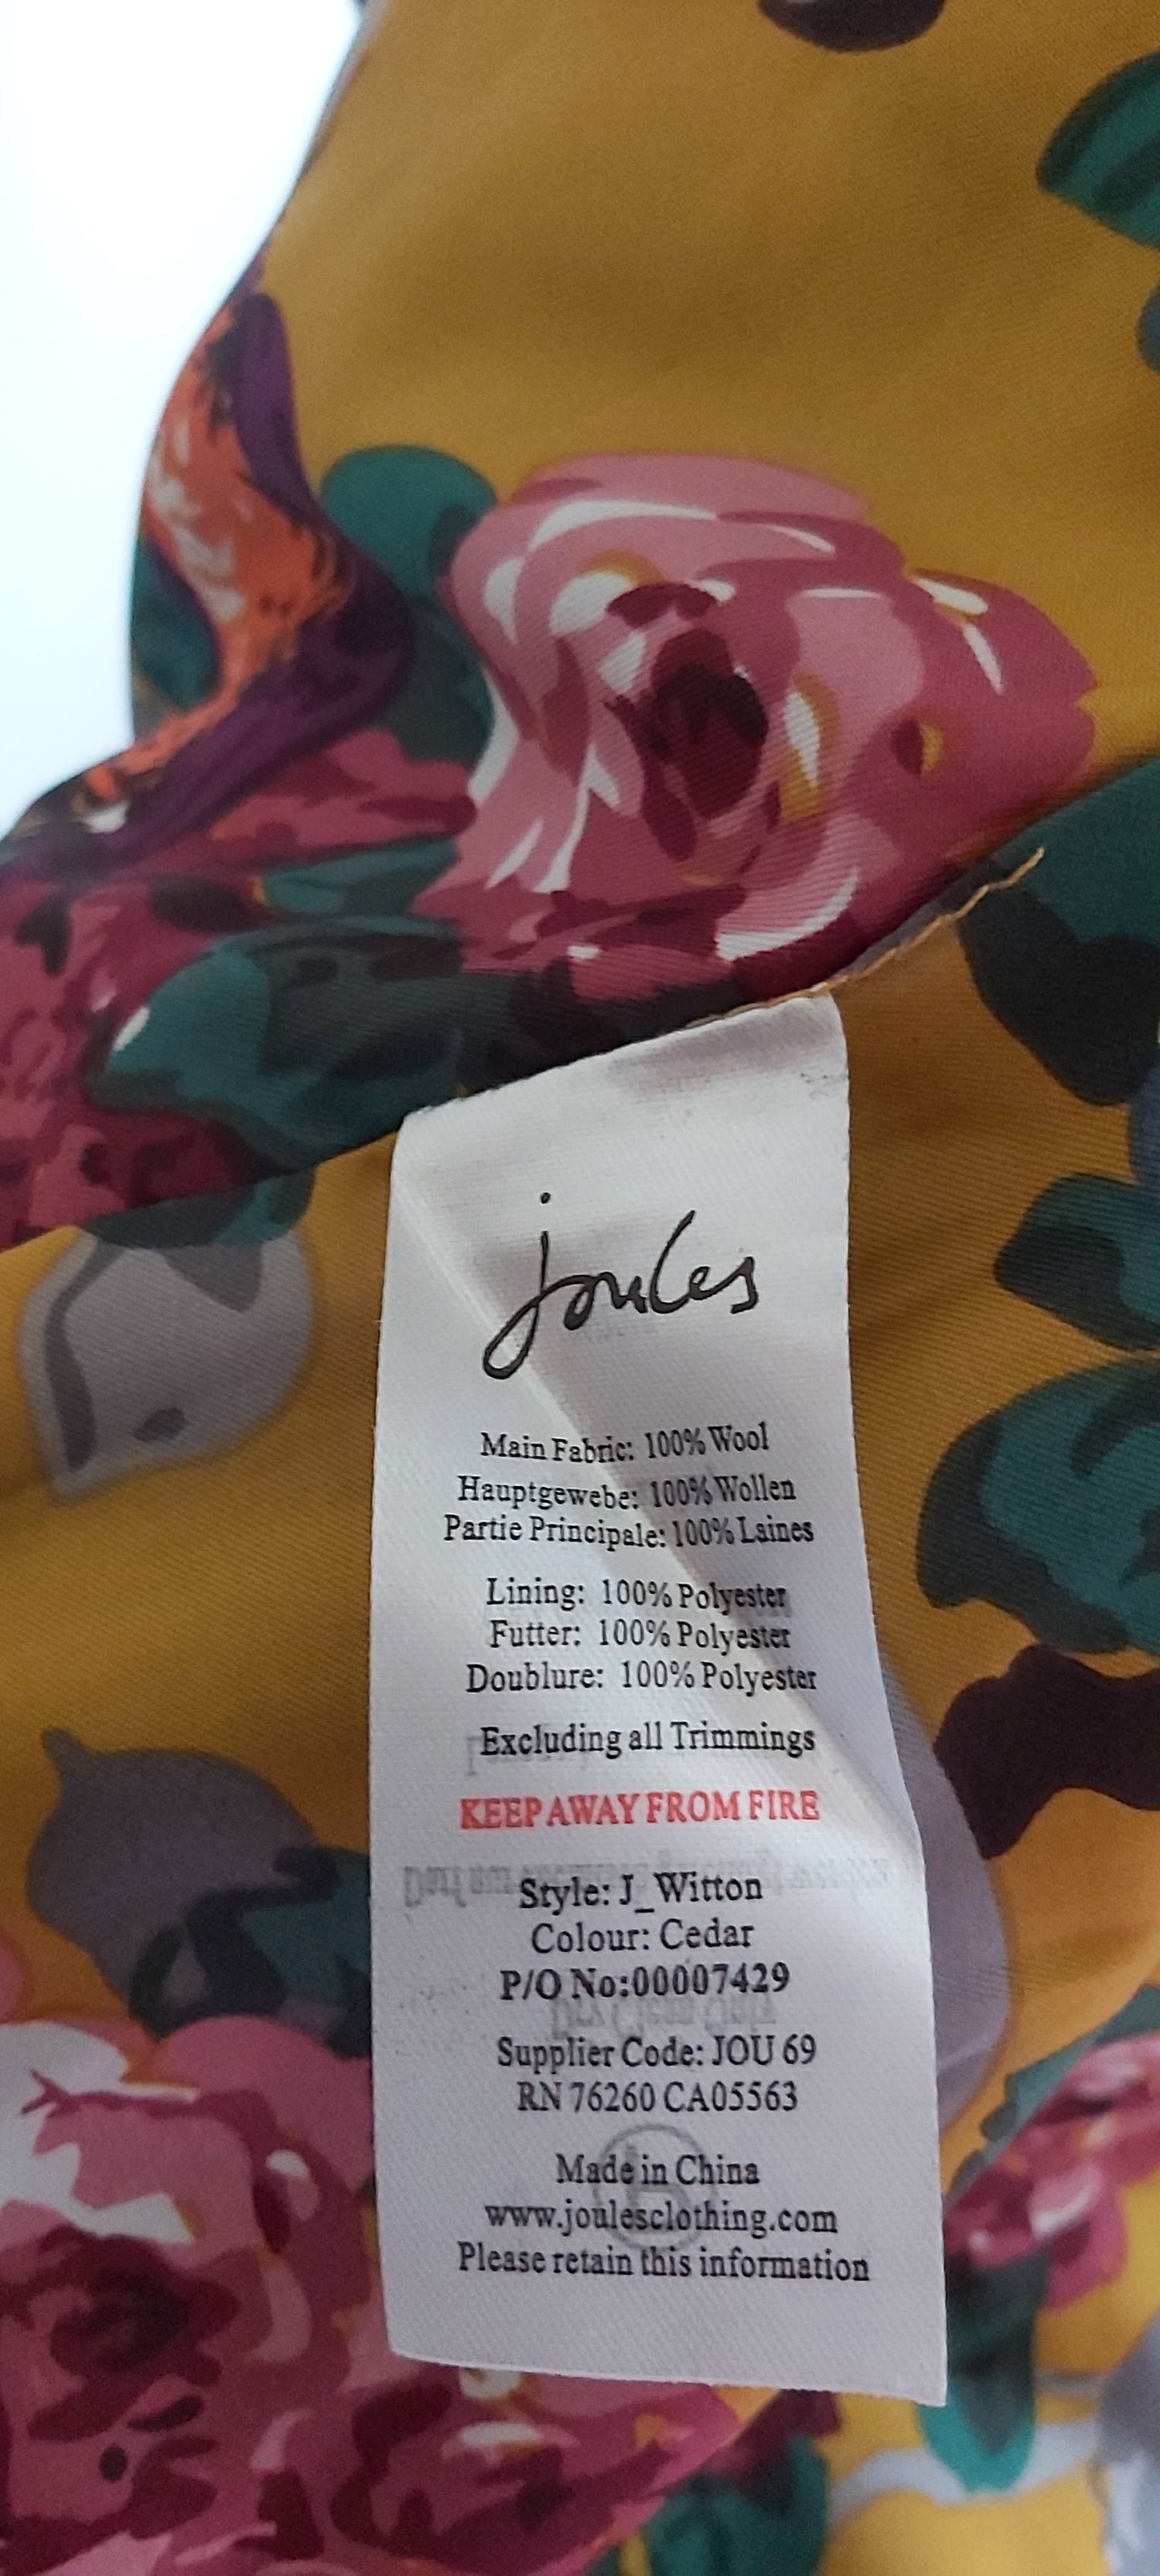 joules
Main Fabric: 100% Wool
Hauptgewebe: 100% Wollen
Partie Principale: 100% Laines
Lining: 100% Polyester
Futter: 100% Polyester
Doublure: 100% Polyester
Excluding all Trimmings
KEEP AWAY FROM FIRE
Style: J_Witton
Colour: Cedar
P/O No:00007429
Supplier Code: JOU 69
RN 76260 CA05563
Made in China
www.joulesclothing.com
Please retain this information